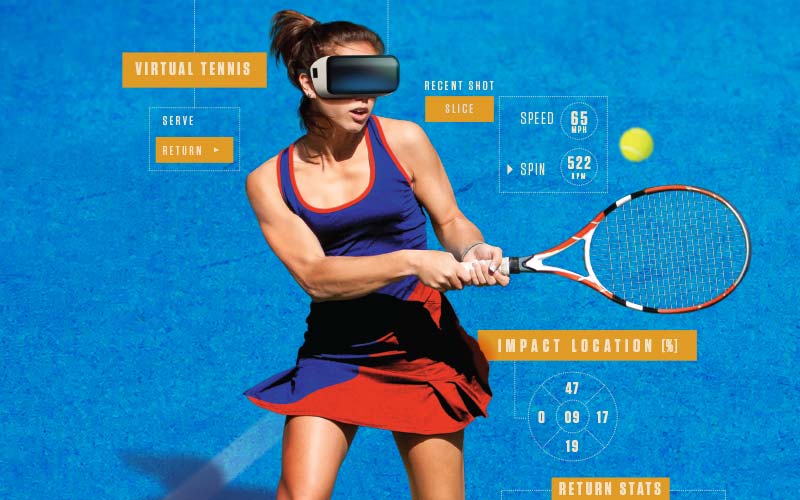 VIRTUAL TENNIS
SERVE
RETURN
RECENT SHOT
SLICE
SPEED 65 MPH
SPIN 522 RPM
IMPACT LOCATION [%]
47
0 09 17
19
RETURN STATS